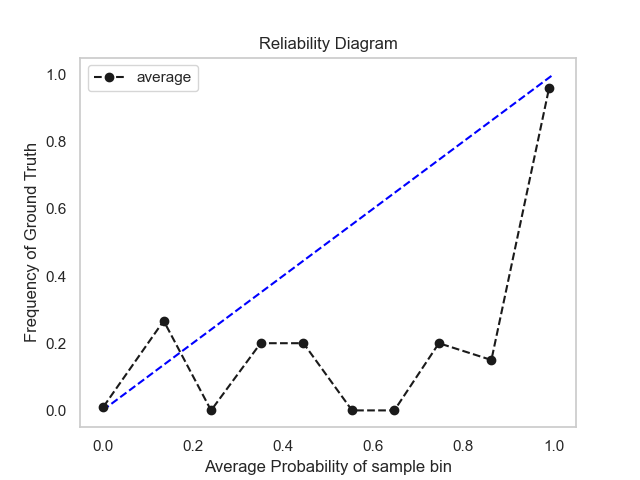 Reliability Diagram
average
Frequency of Ground Truth
1.0
0.8
0.6
0.4
0.2
0.0
0.0 0.2 0.4 0.6 0.8 1.0
Average Probability of sample bin